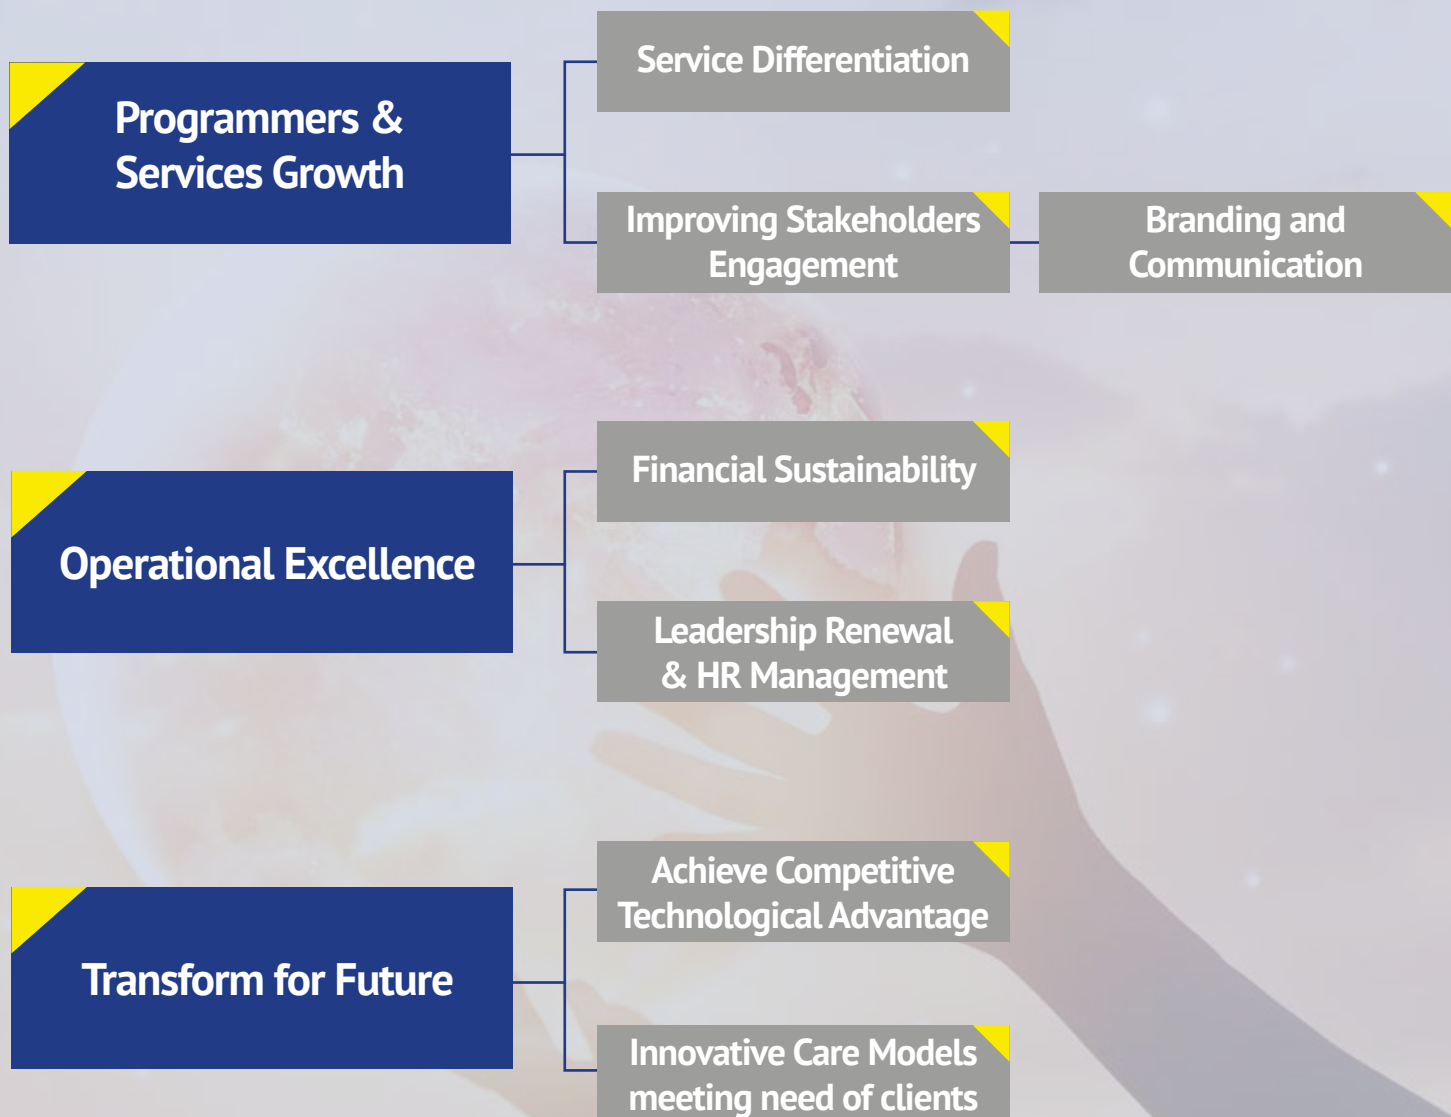 Service Differentiation
Programmers &
Services Growth
Improving Stakeholders
Engagement
Branding and
Communication
Financial Sustainability
Operational Excellence
Leadership Renewal
& HR Management
Achieve Competitive
Technological Advantage
Transform for Future
Innovative Care Models
meeting need of clients